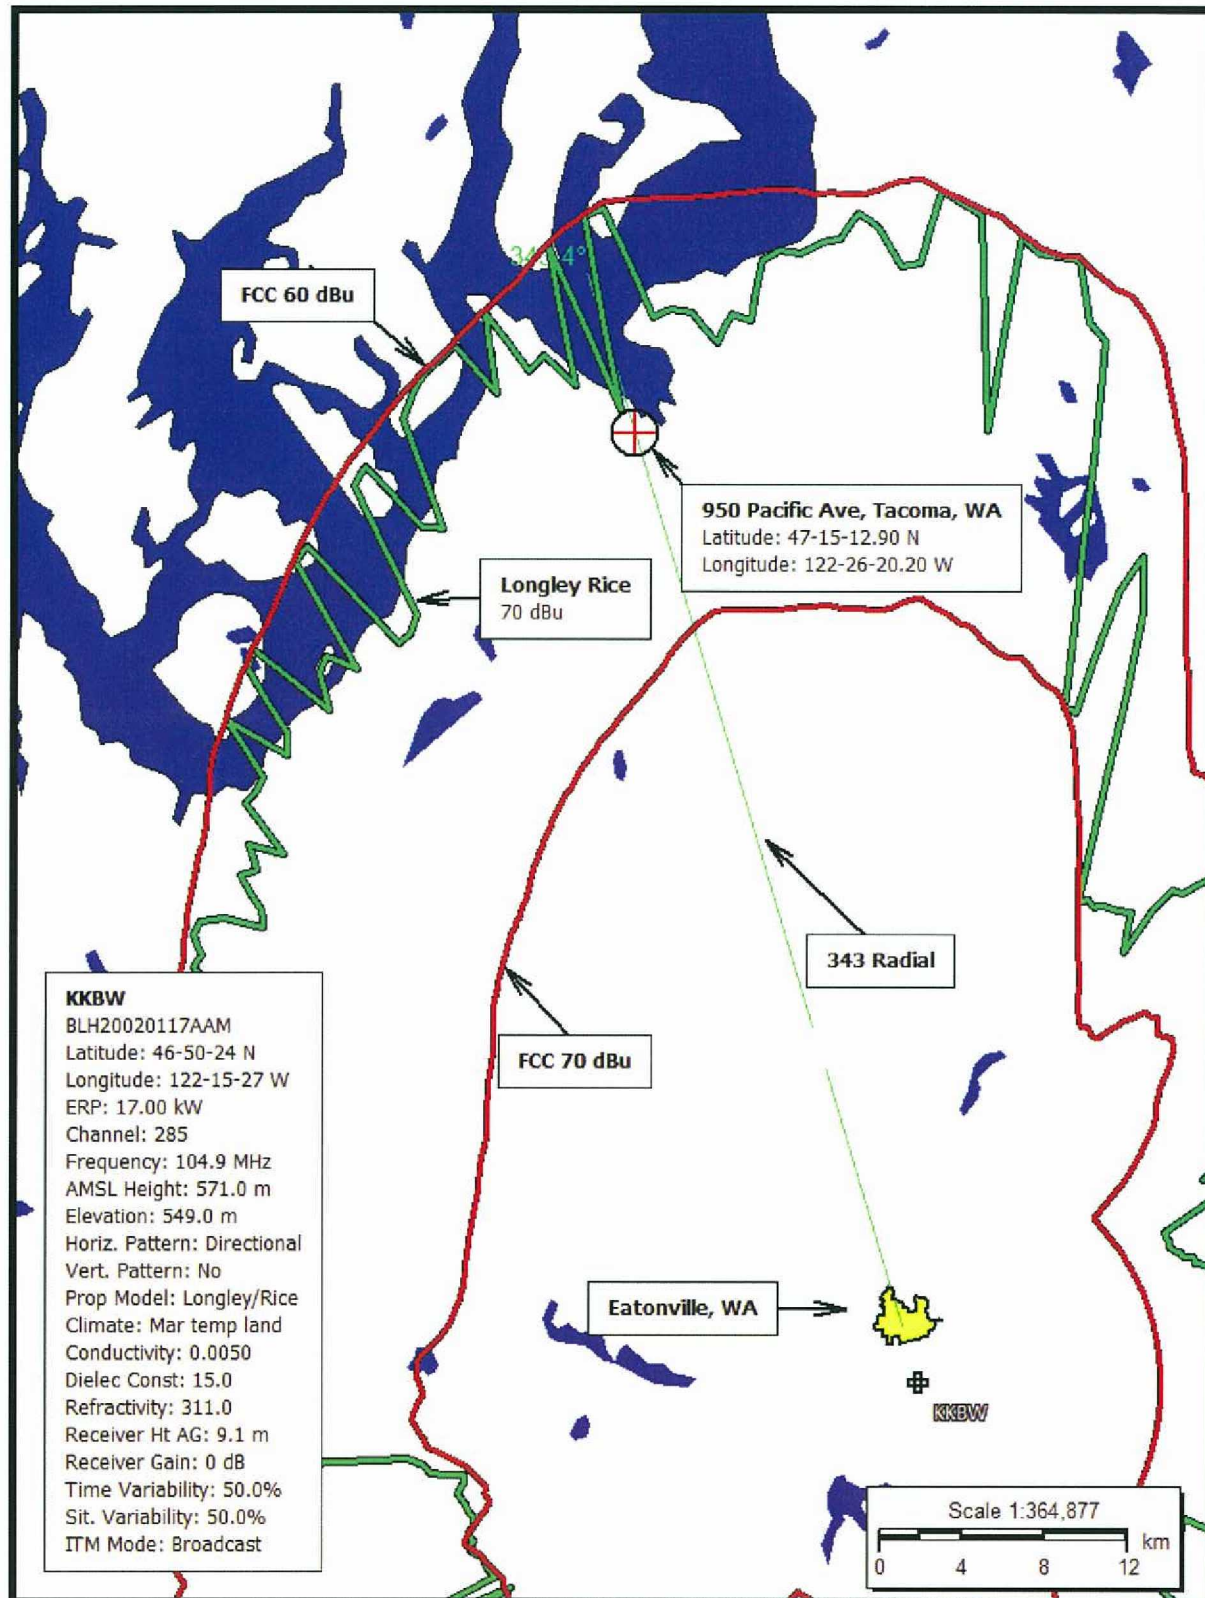 343.4°
FCC 60 dBu
950 Pacific Ave, Tacoma, WA
Latitude: 47-15-12.90 N
Longitude: 122-26-20.20 W
Longley Rice
70 dBu
343 Radial
FCC 70 dBu
KKBW
BLH20020117AAM
Latitude: 46-50-24 N
Longitude: 122-15-27 W
ERP: 17.00 kW
Channel: 285
Frequency: 104.9 MHz
AMSL Height: 571.0 m
Elevation: 549.0 m
Horiz. Pattern: Directional
Vert. Pattern: No
Prop Model: Longley/Rice
Climate: Mar temp land
Conductivity: 0.0050
Dielec Const: 15.0
Refractivity: 311.0
Receiver Ht AG: 9.1 m
Receiver Gain: 0 dB
Time Variability: 50.0%
Sit. Variability: 50.0%
ITM Mode: Broadcast
Eatonville, WA
KKBW
Scale 1:364,877
km
0 4 8 12